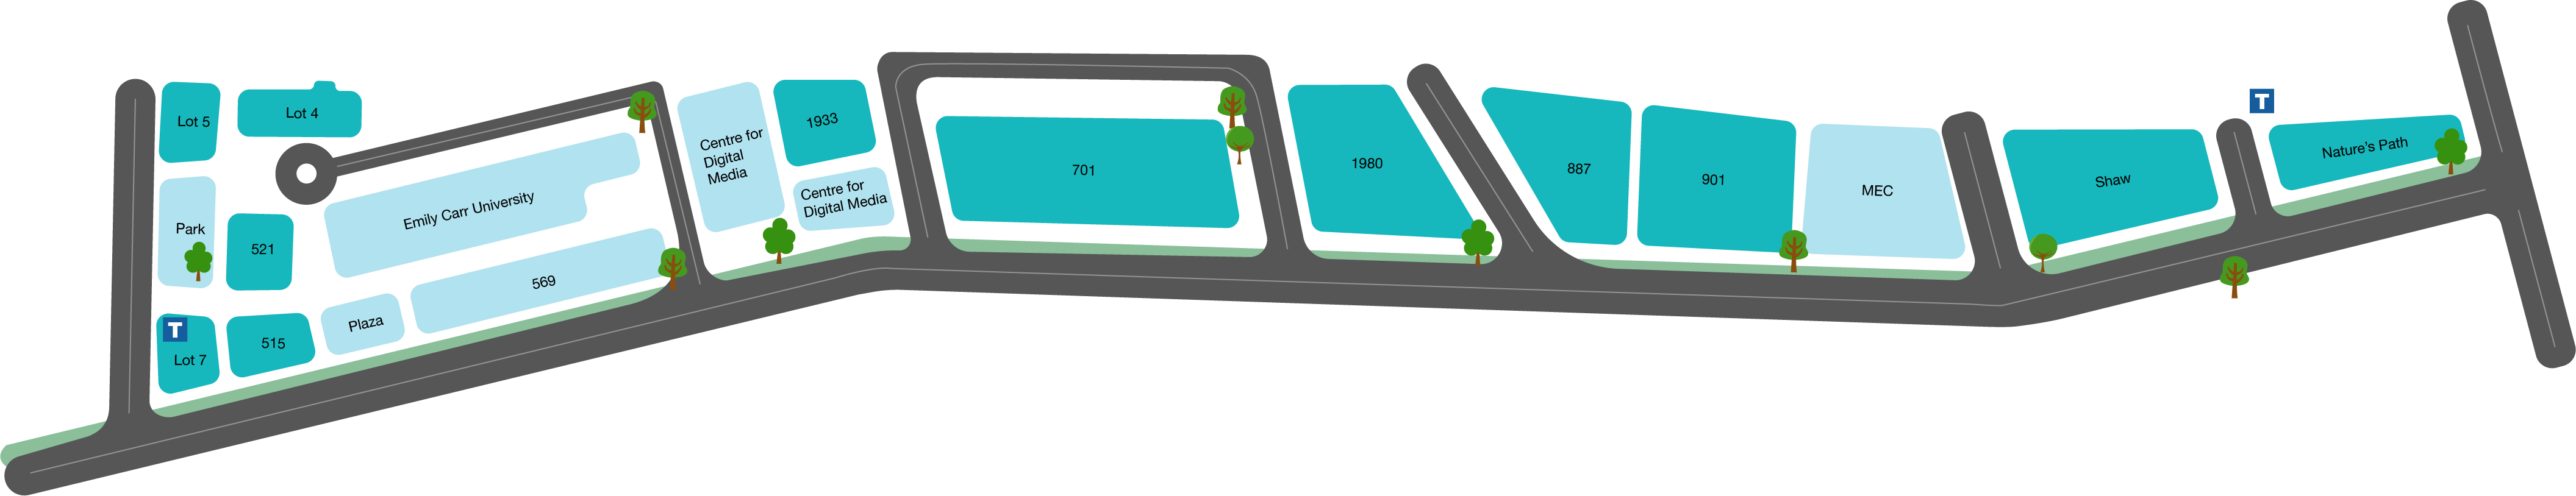 Lot 5
Lot 4
Park
521
Emily Carr University
T
Lot 7
515
Plaza
569
Centre for
Digital
Media
1933
Centre for
Digital Media
701
1980
887
901
MEC
Shaw
T
Nature's Path